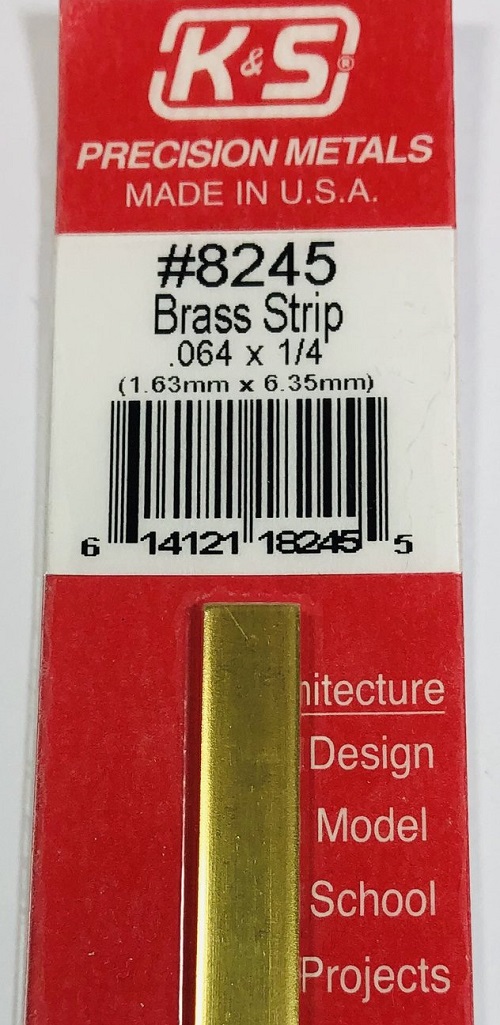 K&S®
PRECISION METALS
MADE IN U.S.A.
#8245
Brass Strip
.064 x 1/4
(1.63mm x 6.35mm)
6 14121 18245 5
Design
Model
School
Projects